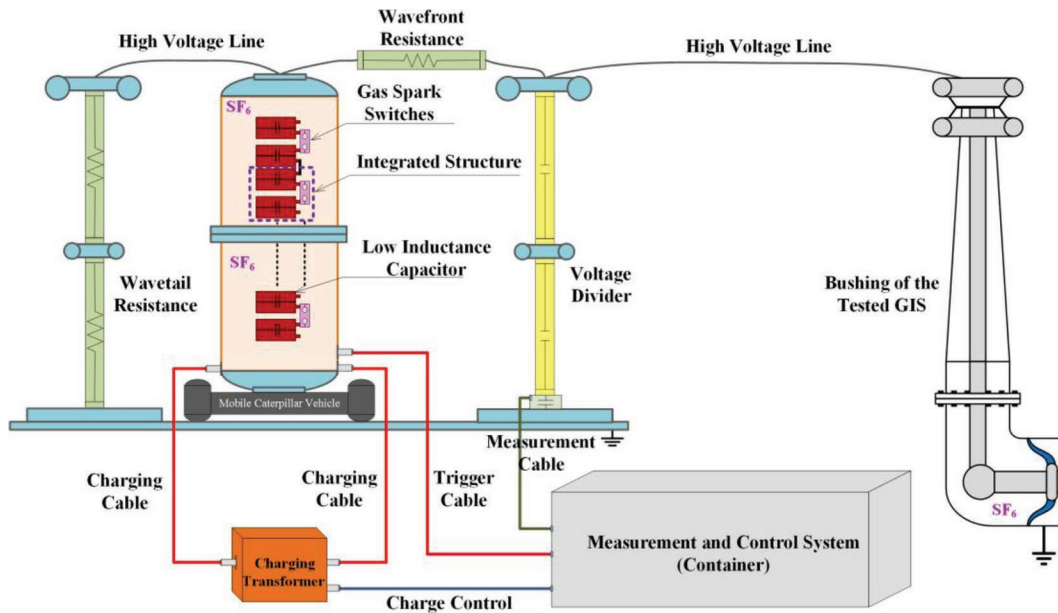 Wavefront
Resistance
High Voltage Line
High Voltage Line
SF6
Gas Spark
Switches
Integrated Structure
SF6
Low Inductance
Capacitor
Wavetail
Resistance
Voltage
Divider
Bushing of the
Tested GIS
Mobile Caterpillar Vehicle
Measurement
Cable
Charging
Cable
Charging
Cable
Trigger
Cable
SF6
Charging
Transformer
Measurement and Control System
(Container)
Charge Control